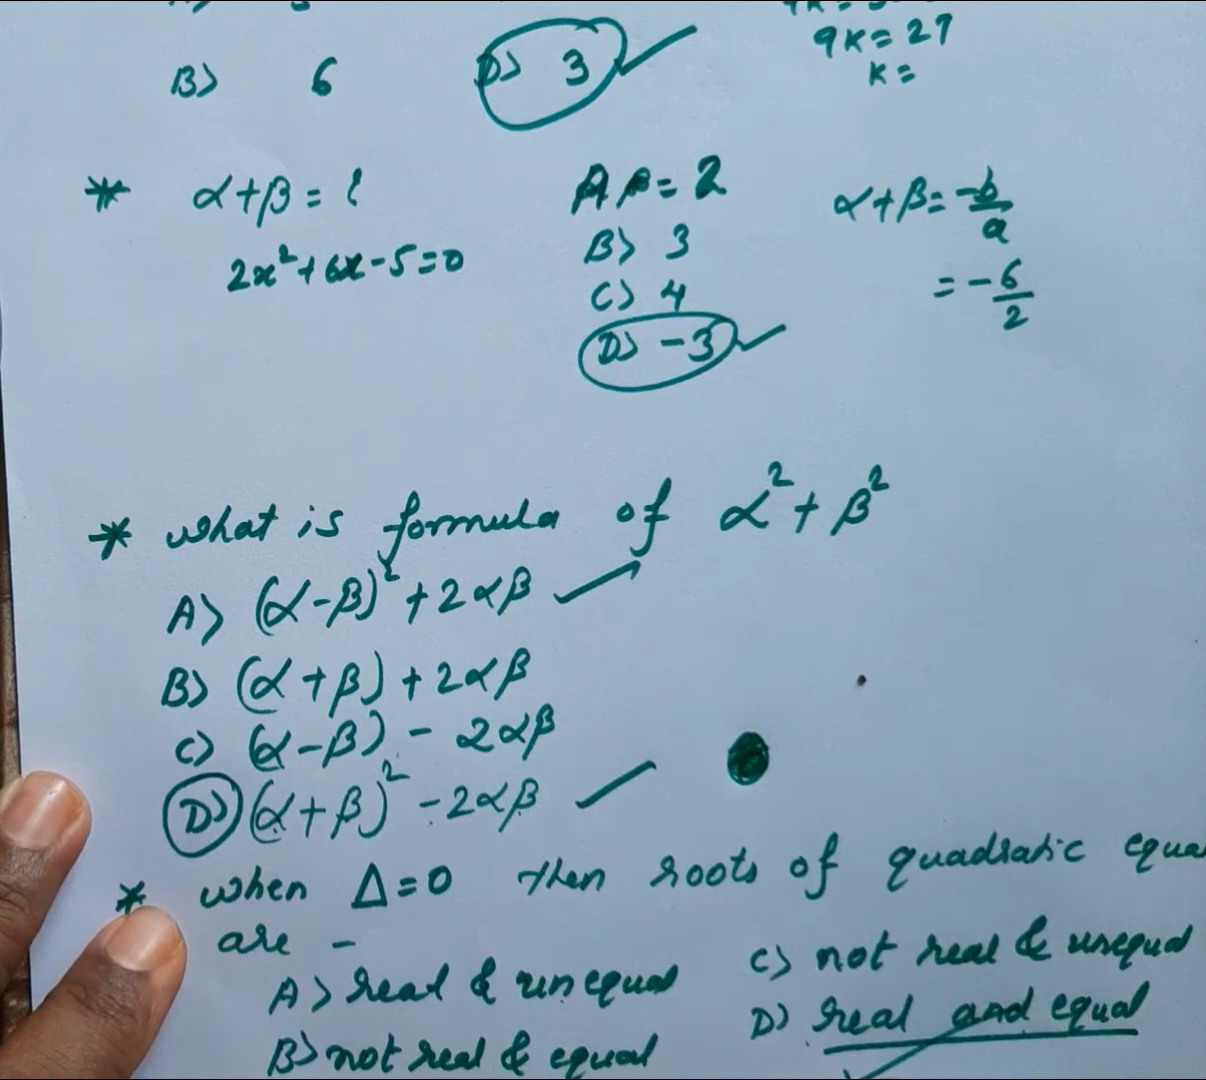 9K=27
B) 6 D) 3
K=
* α+β=? A β=2 α+β=-b/a
2x²+6x-5=0 B) 3
C) 4 =-6/2
D) -3
* what is formula of α²+β²
A) (α-β)²+2αβ
B) (α+β)+2αβ
C) (α-β)-2αβ
D) (α+β)²-2αβ
* when Δ=0 then roots of quadratic equa
are -
A) real & unequal C) not real & unequal
B) not real & equal D) real and equal